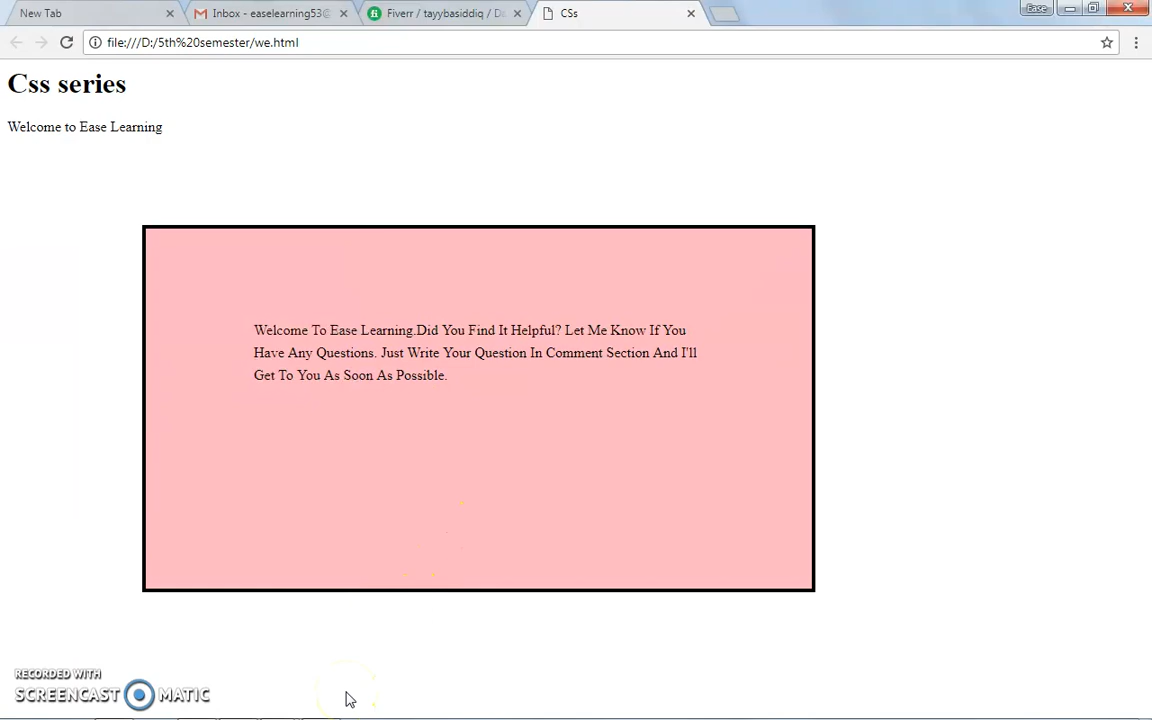 New Tab
Inbox - easelearning53@
Fiverr / tayybasiddiq / Da
CSs
Ease
file:///D:/5th%20semester/we.html
Css series
Welcome to Ease Learning
Welcome To Ease Learning.Did You Find It Helpful? Let Me Know If You
Have Any Questions. Just Write Your Question In Comment Section And I'll
Get To You As Soon As Possible.
RECORDED WITH
SCREENCAST MATIC